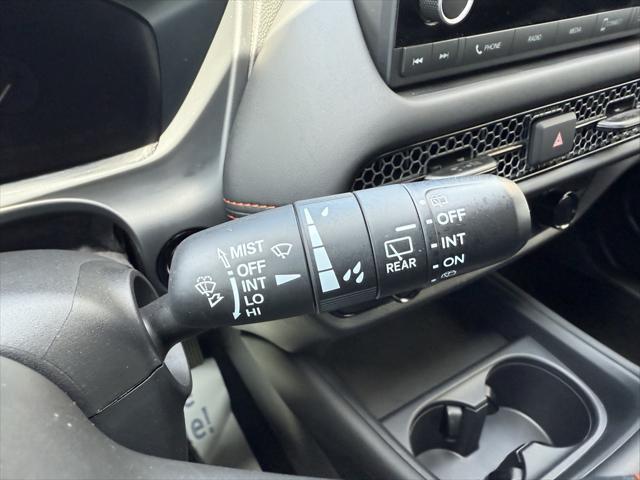 PHONE
RADIO
MEDIA
MIST
OFF
INT
LO
HI
REAR
OFF
INT
ON
e!